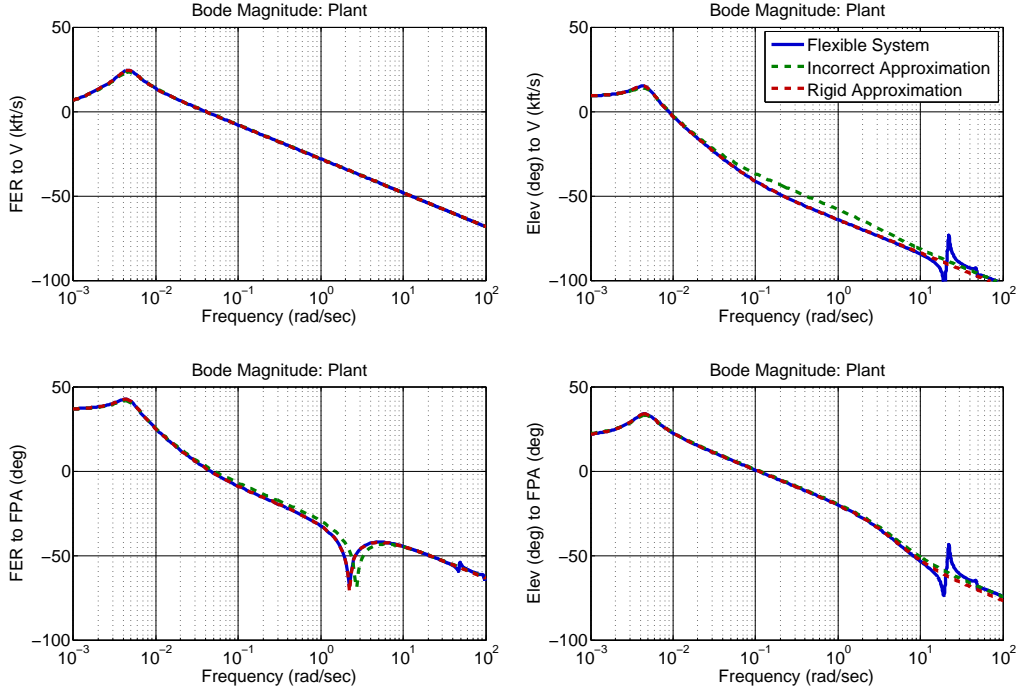 Bode Magnitude: Plant
50
0
−50
−100
FER to V (kft/s)
10^−3 10^−2 10^−1 10^0 10^1 10^2
Frequency (rad/sec)
Bode Magnitude: Plant
50
0
−50
−100
Elev (deg) to V (kft/s)
Flexible System
Incorrect Approximation
Rigid Approximation
10^−3 10^−2 10^−1 10^0 10^1 10^2
Frequency (rad/sec)
Bode Magnitude: Plant
50
0
−50
−100
FER to FPA (deg)
10^−3 10^−2 10^−1 10^0 10^1 10^2
Frequency (rad/sec)
Bode Magnitude: Plant
50
0
−50
−100
Elev (deg) to FPA (deg)
10^−3 10^−2 10^−1 10^0 10^1 10^2
Frequency (rad/sec)